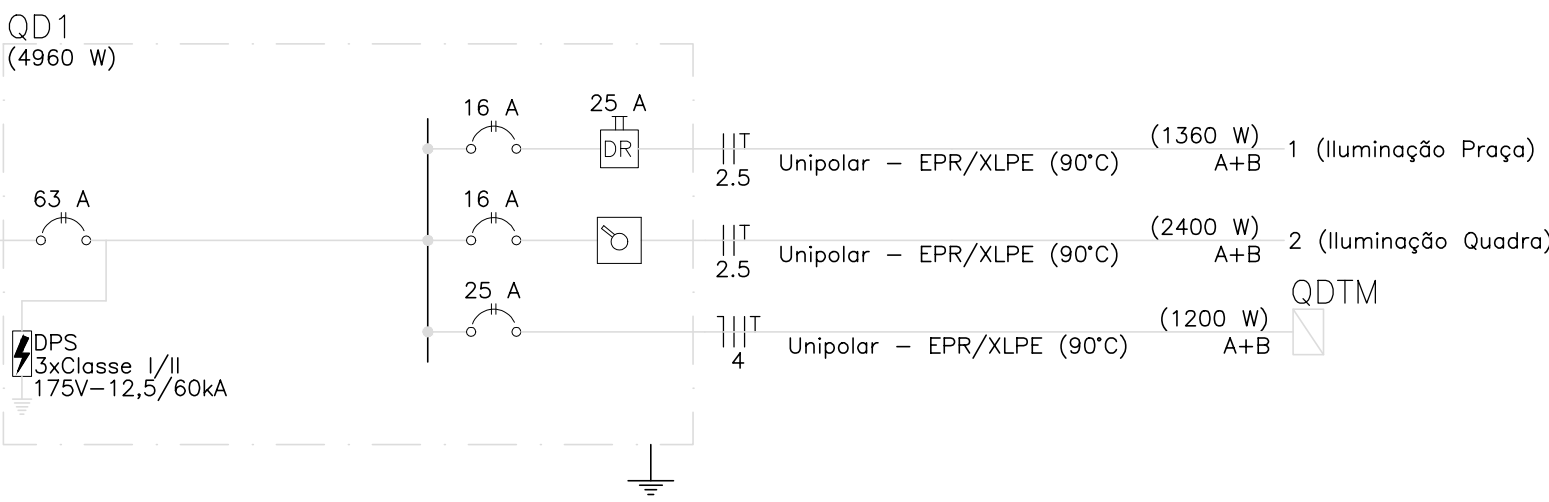 QD1
(4960 W)
63 A
DPS
3xClasse I/II
175V-12,5/60kA
16 A
25 A
DR
T
2.5
Unipolar - EPR/XLPE (90°C)
(1360 W)
A+B
1 (Iluminação Praça)
16 A
T
2.5
Unipolar - EPR/XLPE (90°C)
(2400 W)
A+B
2 (Iluminação Quadra)
25 A
T
4
Unipolar - EPR/XLPE (90°C)
(1200 W)
A+B
QDTM